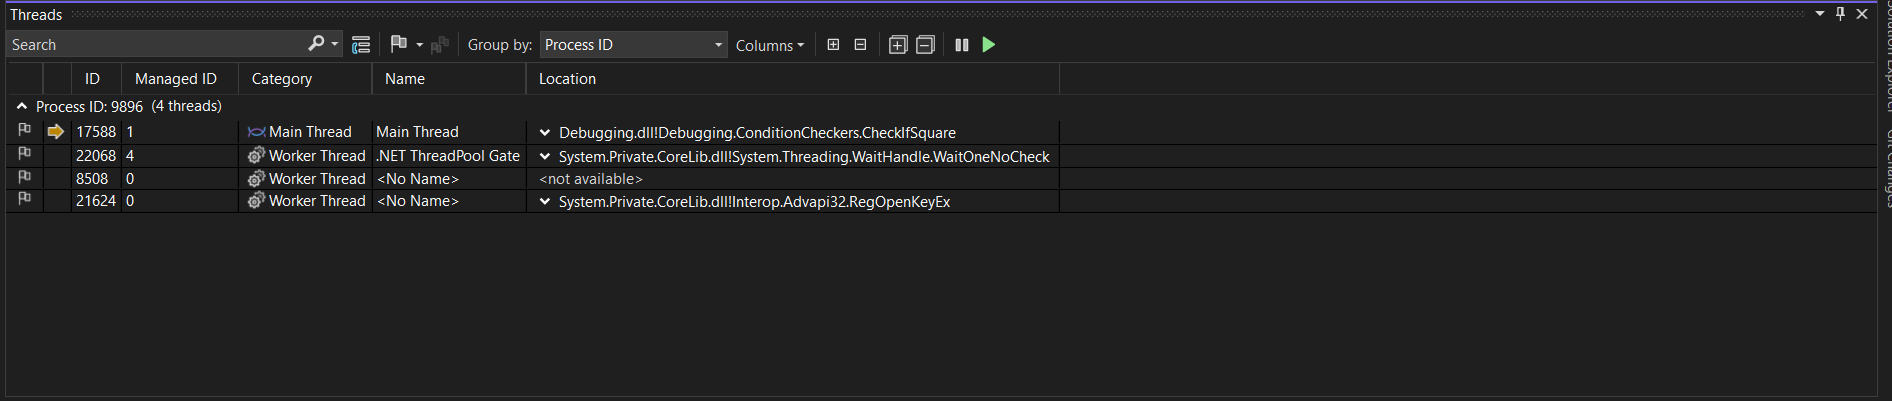 Threads
Search Group by: Process ID Columns
ID Managed ID Category Name Location
Process ID: 9896 (4 threads)
17588 1 Main Thread Main Thread Debugging.dll!Debugging.ConditionCheckers.CheckIfSquare
22068 4 Worker Thread .NET ThreadPool Gate System.Private.CoreLib.dll!System.Threading.WaitHandle.WaitOneNoCheck
8508 0 Worker Thread <No Name> <not available>
21624 0 Worker Thread <No Name> System.Private.CoreLib.dll!Interop.Advapi32.RegOpenKeyEx